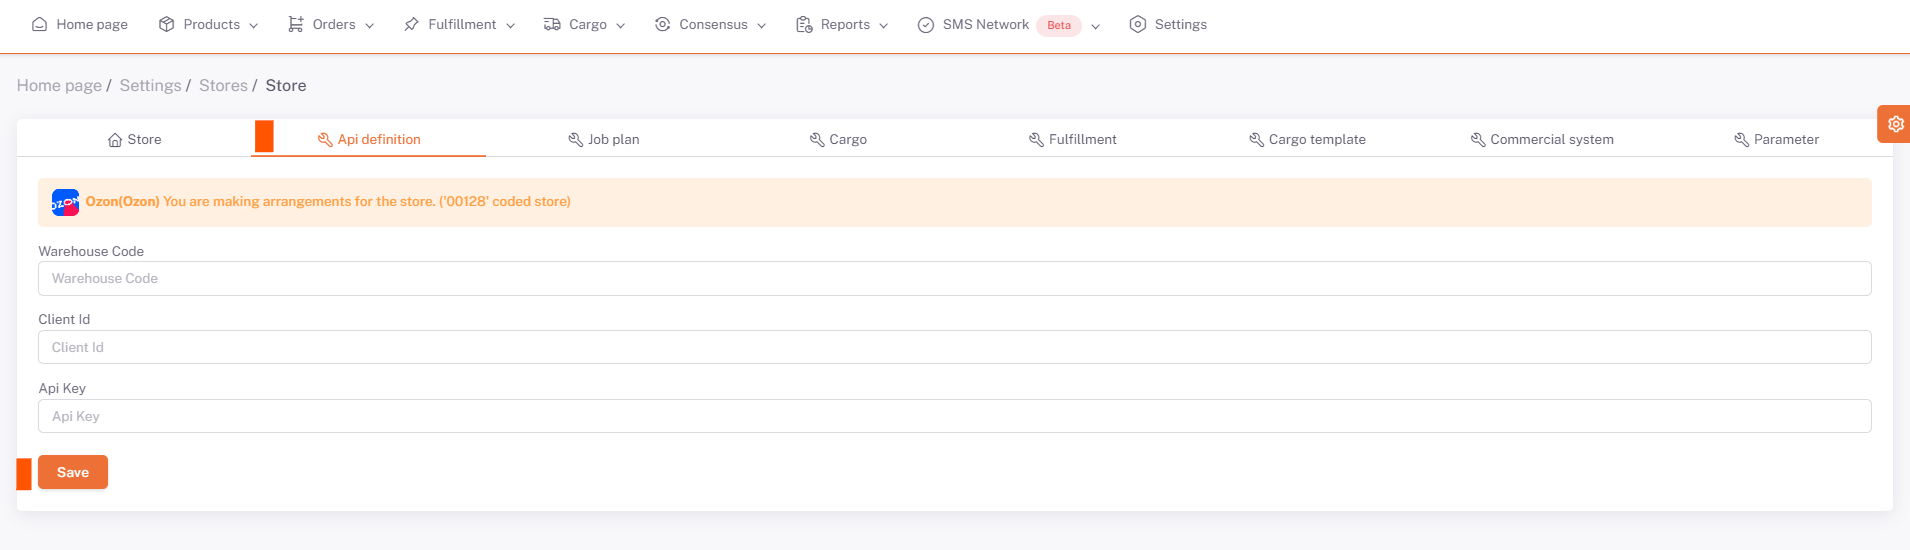 Home page Products Orders Fulfillment Cargo Consensus Reports SMS Network Beta Settings
Home page / Settings / Stores / Store
Store Api definition Job plan Cargo Fulfillment Cargo template Commercial system Parameter
OZON Ozon(Ozon) You are making arrangements for the store. ('00128' coded store)
Warehouse Code
Warehouse Code
Client Id
Client Id
Api Key
Api Key
Save